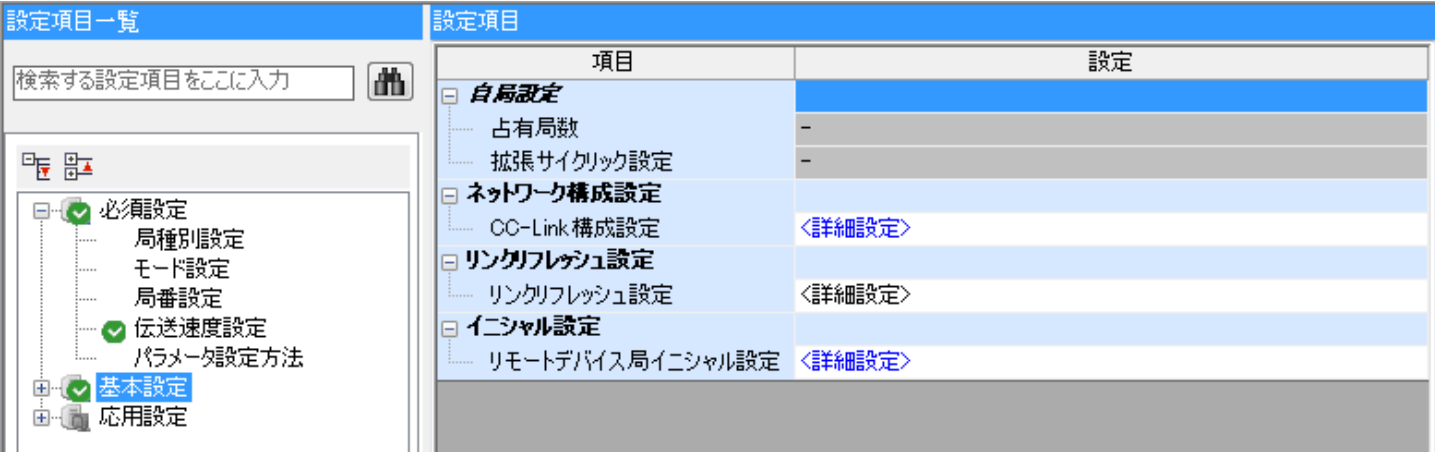 設定項目一覧
検索する設定項目をここに入力
必須設定
局種別設定
モード設定
局番設定
伝送速度設定
パラメータ設定方法
基本設定
応用設定
設定項目
項目 設定
自局設定
占有局数 -
拡張サイクリック設定 -
ネットワーク構成設定
CC-Link構成設定 <詳細設定>
リンクリフレッシュ設定
リンクリフレッシュ設定 <詳細設定>
イニシャル設定
リモートデバイス局イニシャル設定 <詳細設定>